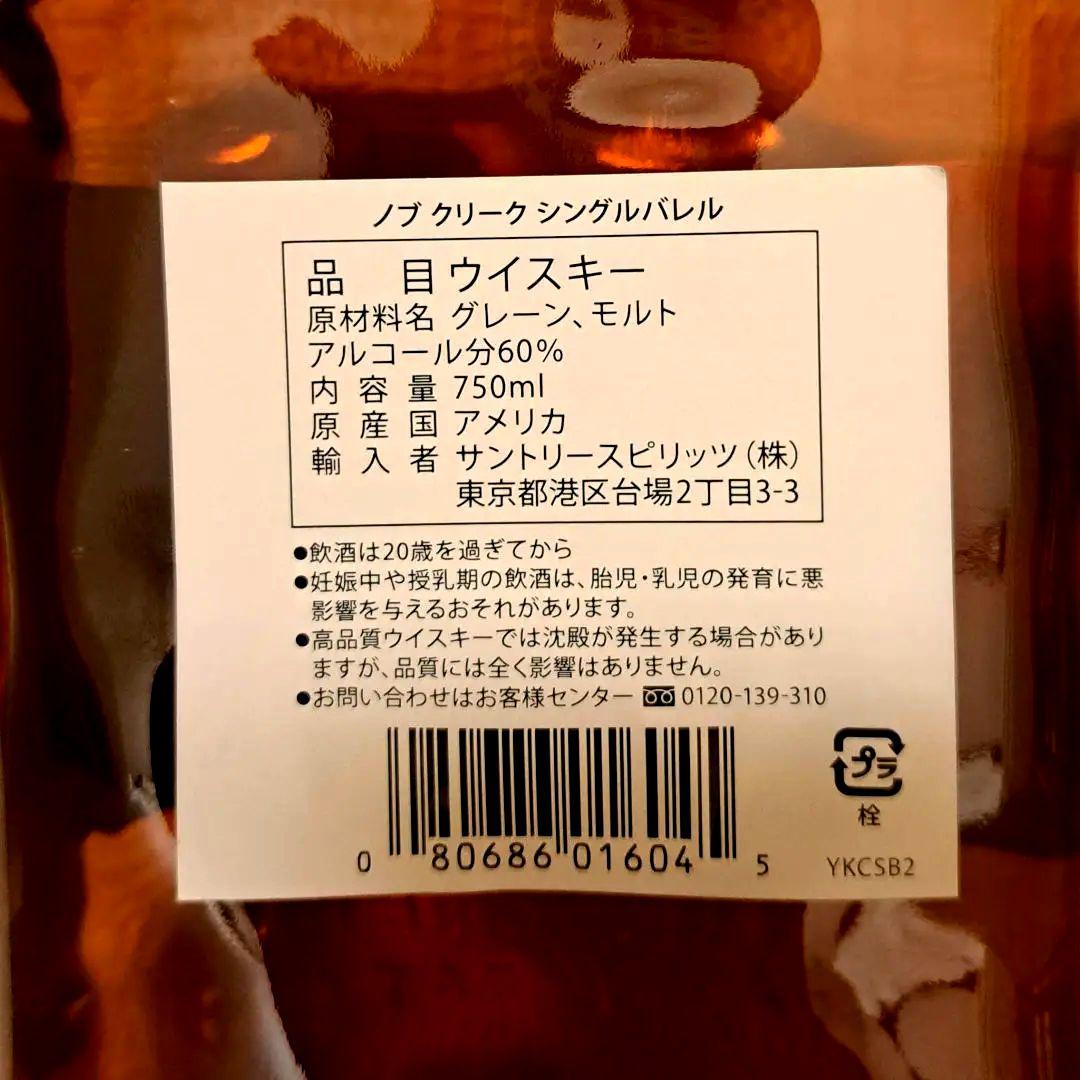 ノブ クリーク シングルバレル
品 目 ウイスキー
原材料名 グレーン、モルト
アルコール分60%
内 容 量 750ml
原 産 国 アメリカ
輸 入 者 サントリースピリッツ(株)
東京都港区台場2丁目3-3
●飲酒は20歳を過ぎてから
●妊娠中や授乳期の飲酒は、胎児・乳児の発育に悪
影響を与えるおそれがあります。
●高品質ウイスキーでは沈殿が発生する場合があり
ますが、品質には全く影響はありません。
●お問い合わせはお客様センター 0120-139-310
プラ
栓
0 80686 01604 5
YKCSB2